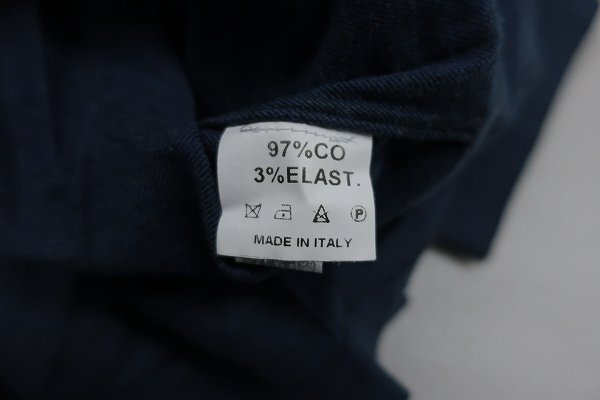 97%CO
3%ELAST.
P
MADE IN ITALY